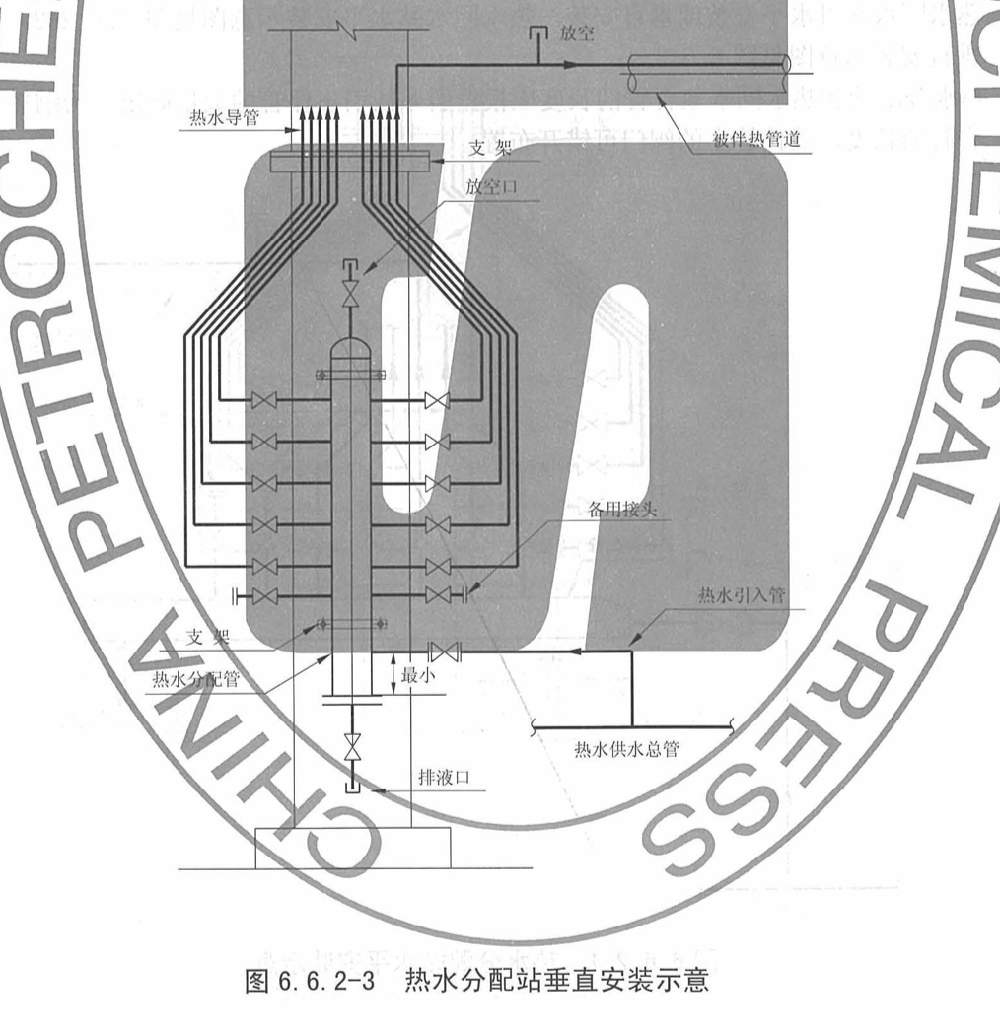 放空
热水导管
被伴热管道
支 架
放空口
备用接头
热水引入管
支 架
热水分配管
最小
热水供水总管
排液口
CHINA PETROCHE
OCTIEMICAL PRESS
图 6.6.2-3 热水分配站垂直安装示意